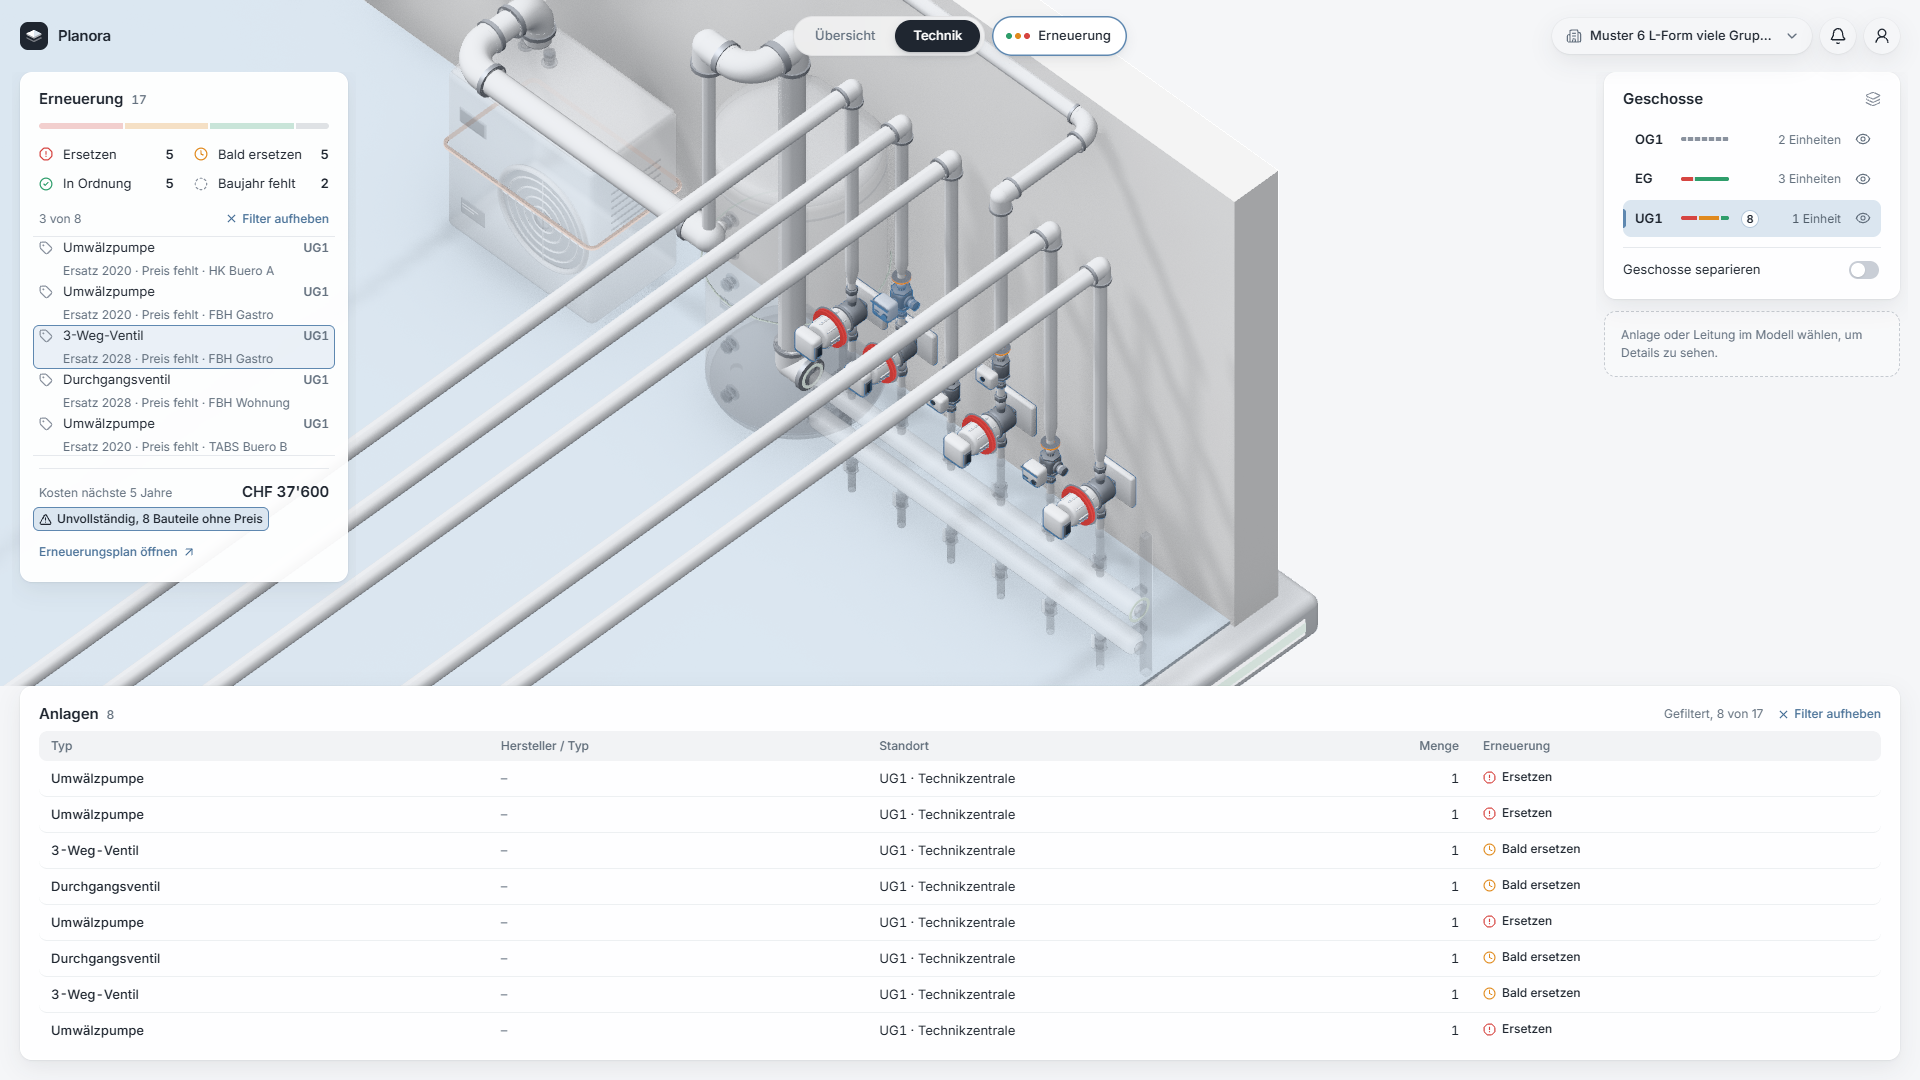 Planora
Übersicht
Technik
Erneuerung
Muster 6 L-Form viele Grup...
Erneuerung 17
Ersetzen 5
Bald ersetzen 5
In Ordnung 5
Baujahr fehlt 2
3 von 8
Filter aufheben
Umwälzpumpe UG1
Ersatz 2020 · Preis fehlt · HK Buero A
Umwälzpumpe UG1
Ersatz 2020 · Preis fehlt · FBH Gastro
3-Weg-Ventil UG1
Ersatz 2028 · Preis fehlt · FBH Gastro
Durchgangsventil UG1
Ersatz 2028 · Preis fehlt · FBH Wohnung
Umwälzpumpe UG1
Ersatz 2020 · Preis fehlt · TABS Buero B
Kosten nächste 5 Jahre CHF 37'600
Unvollständig, 8 Bauteile ohne Preis
Erneuerungsplan öffnen
Geschosse
OG1 2 Einheiten
EG 3 Einheiten
UG1 8 1 Einheit
Geschosse separieren
Anlage oder Leitung im Modell wählen, um
Details zu sehen.
Anlagen 8
Gefiltert, 8 von 17
Filter aufheben
Typ Hersteller / Typ Standort Menge Erneuerung
Umwälzpumpe – UG1 · Technikzentrale 1 Ersetzen
Umwälzpumpe – UG1 · Technikzentrale 1 Ersetzen
3-Weg-Ventil – UG1 · Technikzentrale 1 Bald ersetzen
Durchgangsventil – UG1 · Technikzentrale 1 Bald ersetzen
Umwälzpumpe – UG1 · Technikzentrale 1 Ersetzen
Durchgangsventil – UG1 · Technikzentrale 1 Bald ersetzen
3-Weg-Ventil – UG1 · Technikzentrale 1 Bald ersetzen
Umwälzpumpe – UG1 · Technikzentrale 1 Ersetzen